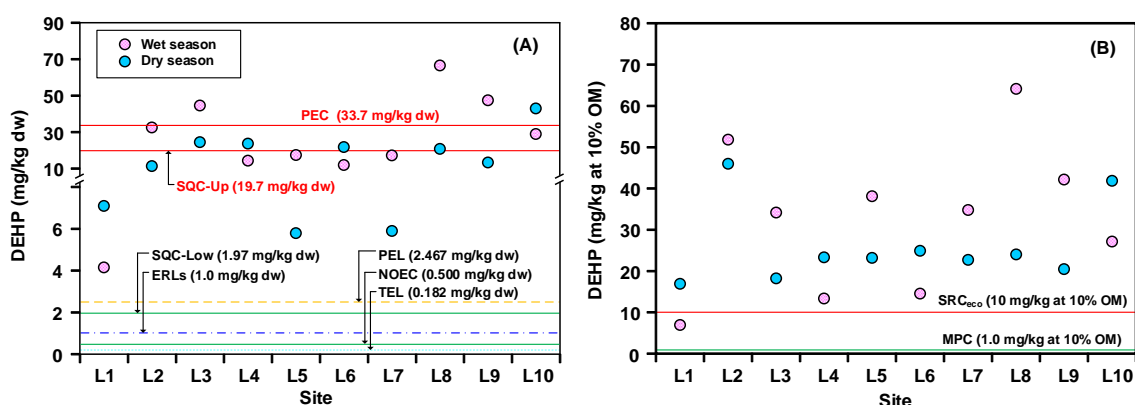 90
70
50
30
10
6
4
2
0
DEHP (mg/kg dw)
Wet season
Dry season
(A)
PEC (33.7 mg/kg dw)
SQC-Up (19.7 mg/kg dw)
SQC-Low (1.97 mg/kg dw)
ERLs (1.0 mg/kg dw)
PEL (2.467 mg/kg dw)
NOEC (0.500 mg/kg dw)
TEL (0.182 mg/kg dw)
L1 L2 L3 L4 L5 L6 L7 L8 L9 L10
Site
80
70
60
50
40
30
20
10
0
DEHP (mg/kg at 10% OM)
(B)
SRCeco (10 mg/kg at 10% OM)
MPC (1.0 mg/kg at 10% OM)
L1 L2 L3 L4 L5 L6 L7 L8 L9 L10
Site